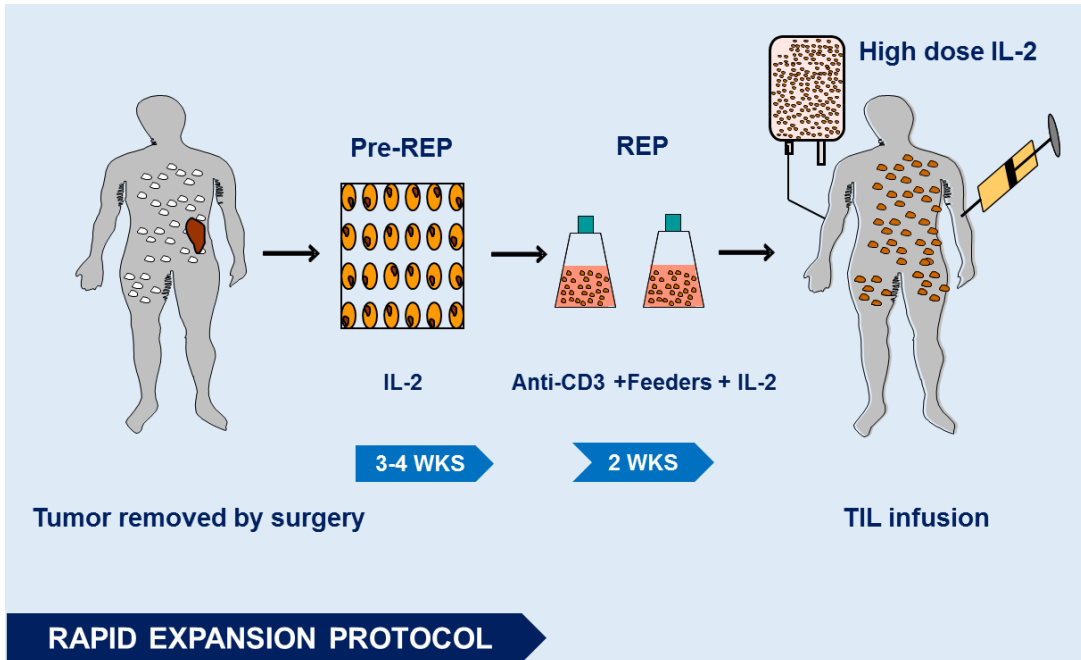 High dose IL-2
Pre-REP
REP
IL-2
Anti-CD3 +Feeders + IL-2
3-4 WKS
2 WKS
Tumor removed by surgery
TIL infusion
RAPID EXPANSION PROTOCOL